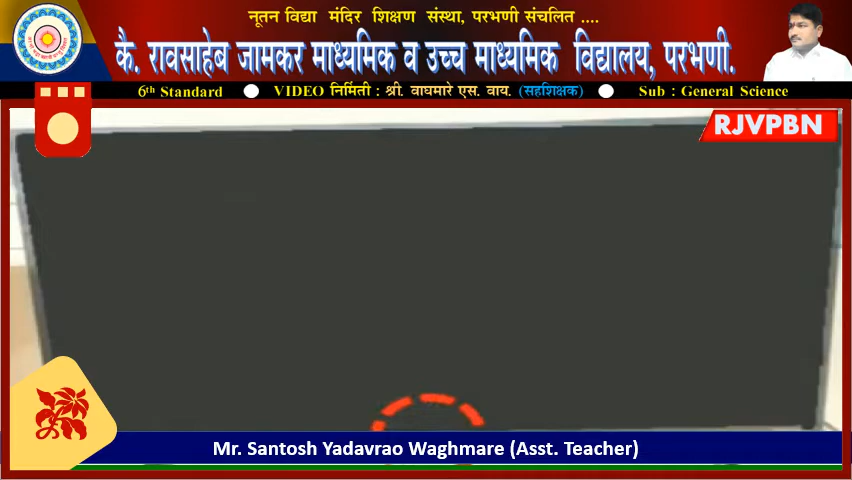 नूतन विद्या मंदिर शिक्षण संस्था, परभणी संचलित ....
कै. रावसाहेब जामकर माध्यमिक व उच्च माध्यमिक विद्यालय, परभणी.
6th Standard ● VIDEO निर्मिती : श्री. वाघमारे एस. वाय. (सहशिक्षक) ● Sub : General Science
RJVPBN
Mr. Santosh Yadavrao Waghmare (Asst. Teacher)